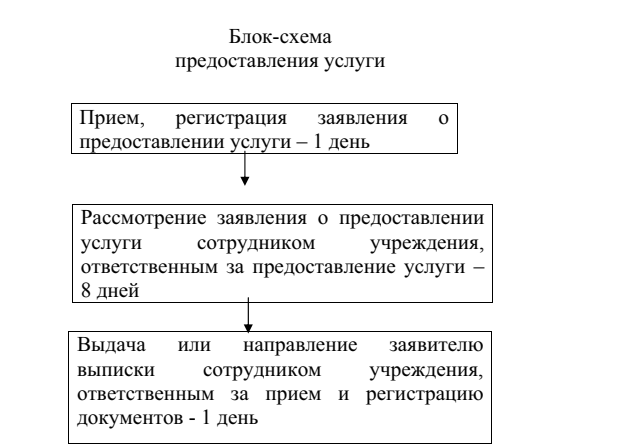 Блок-схема
предоставления услуги
Прием, регистрация заявления о
предоставлении услуги – 1 день
Рассмотрение заявления о предоставлении
услуги сотрудником учреждения,
ответственным за предоставление услуги –
8 дней
Выдача или направление заявителю
выписки сотрудником учреждения,
ответственным за прием и регистрацию
документов - 1 день